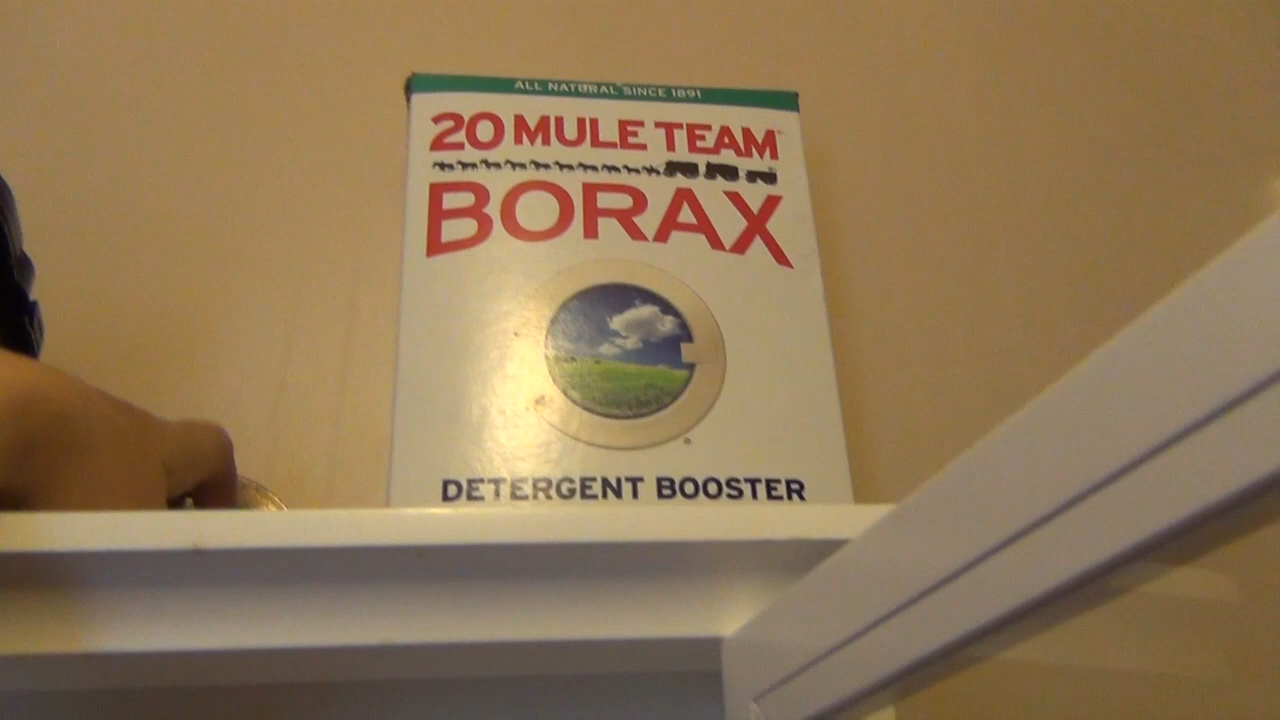 ALL NATURAL SINCE 1891
20 MULE TEAM
BORAX
DETERGENT BOOSTER